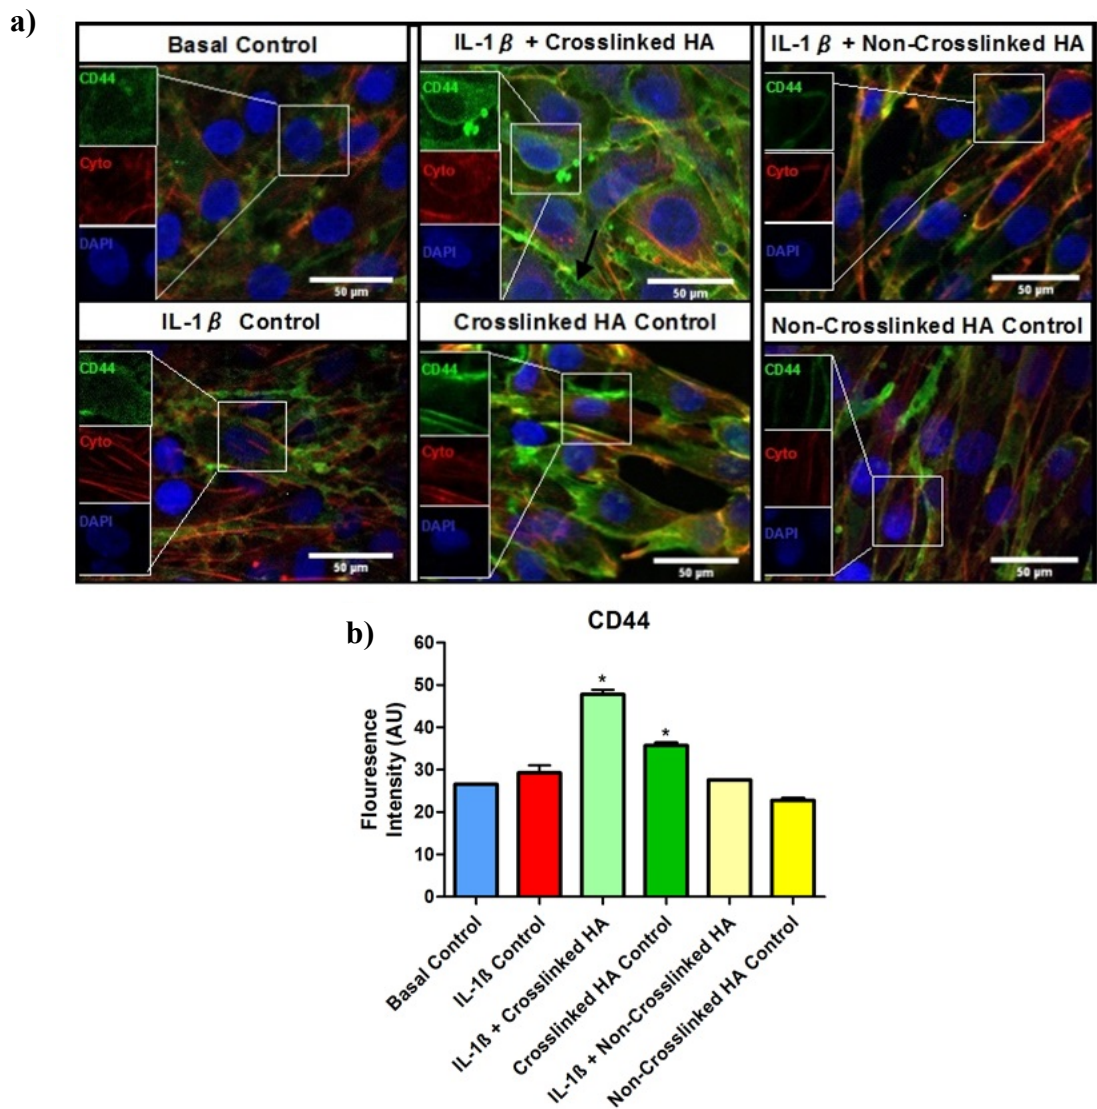 a)
Basal Control
IL-1β + Crosslinked HA
IL-1β + Non-Crosslinked HA
CD44
Cyto
DAPI
50 µm
CD44
Cyto
DAPI
50 µm
CD44
Cyto
DAPI
50 µm
IL-1β Control
Crosslinked HA Control
Non-Crosslinked HA Control
CD44
Cyto
DAPI
50 µm
CD44
Cyto
DAPI
50 µm
CD44
Cyto
DAPI
50 µm
b)
CD44
Flouresence
Intensity (AU)
60
50
40
30
20
10
0
*
*
Basal Control
IL-1ß Control
IL-1ß + Crosslinked HA
Crosslinked HA Control
IL-1ß + Non-Crosslinked HA
Non-Crosslinked HA Control